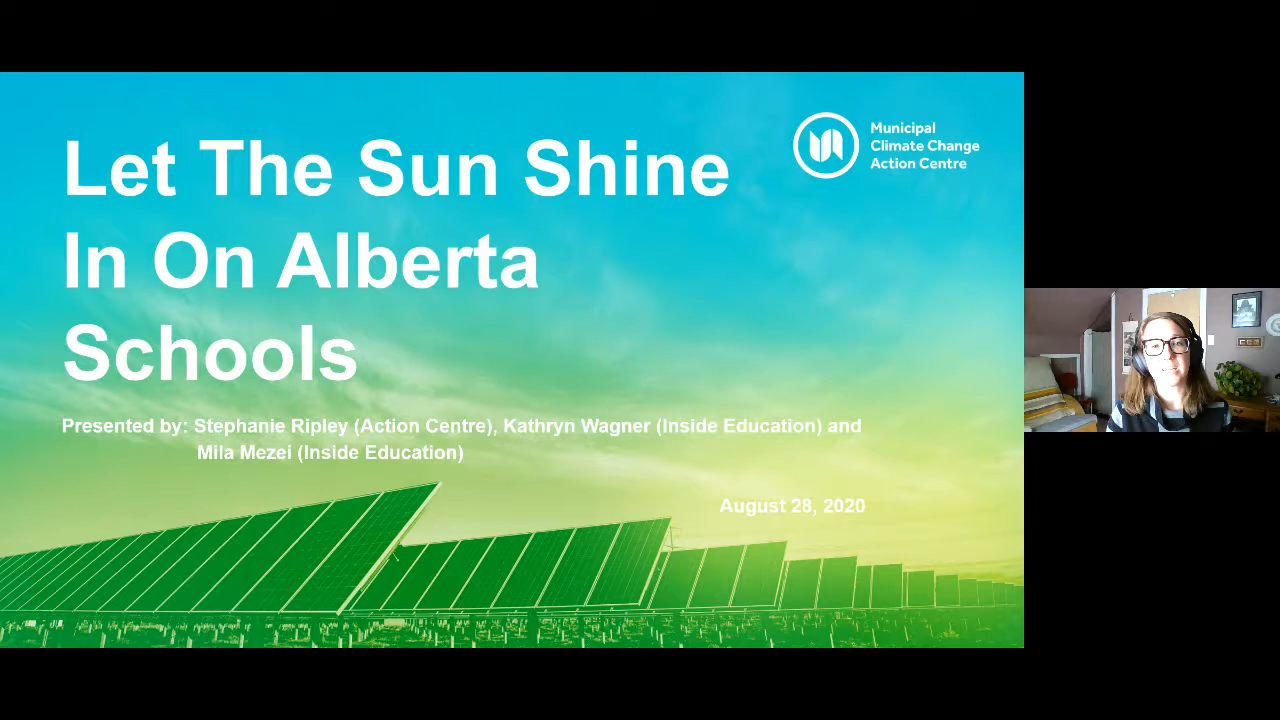 Let The Sun Shine
In On Alberta
Schools
Municipal
Climate Change
Action Centre
Presented by: Stephanie Ripley (Action Centre), Kathryn Wagner (Inside Education) and
Mila Mezei (Inside Education)
August 28, 2020